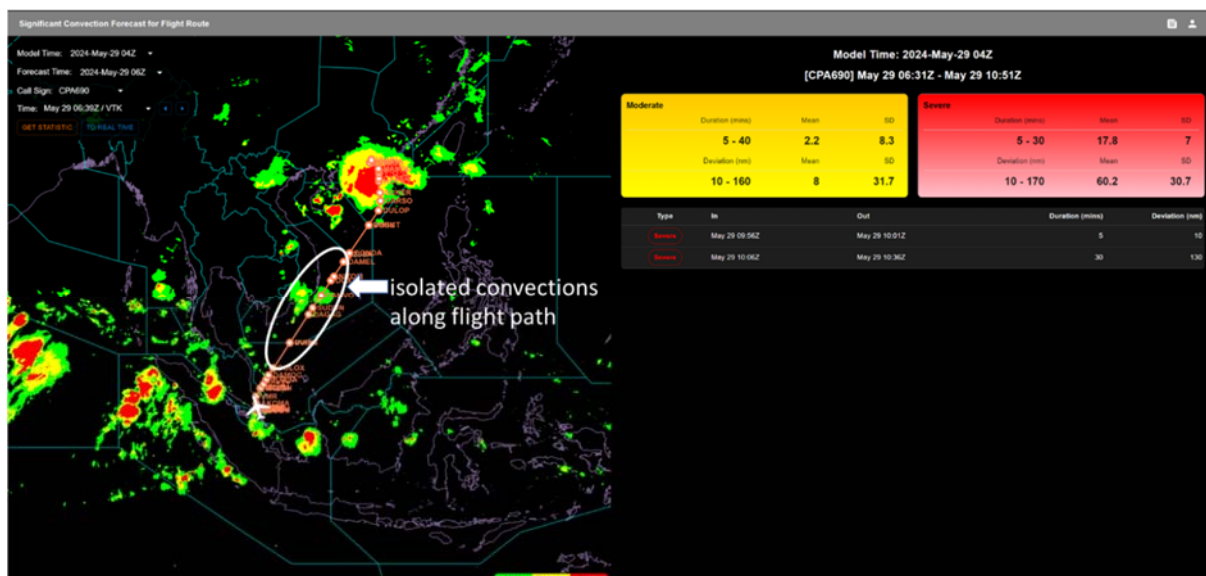 Significant Convection Forecast for Flight Route
Model Time: 2024-May-29 04Z
Forecast Time: 2024-May-29 06Z
Call Sign: CPA690
Time: May 29 06:39Z / VTK
GET STATISTIC TO REAL TIME
isolated convections
along flight path
Model Time: 2024-May-29 04Z
[CPA690] May 29 06:31Z - May 29 10:51Z
Moderate
Duration (mins) Mean SD
5 - 40 2.2 8.3
Deviation (nm) Mean SD
10 - 160 8 31.7
Severe
Duration (mins) Mean SD
5 - 30 17.8 7
Deviation (nm) Mean SD
10 - 170 60.2 30.7
Type In Out Duration (mins) Deviation (nm)
Severe May 29 09:56Z May 29 10:01Z 5 10
Severe May 29 10:06Z May 29 10:36Z 30 130
DULOP
DAMEL